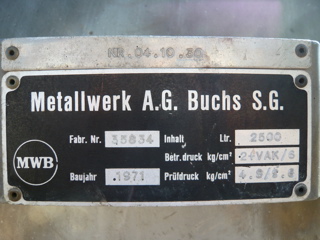 NR.04.10.36
Metallwerk A.G. Buchs S.G.
MWB
Fabr. Nr. 35834 Inhalt Ltr. 2500
Betr.druck kg/cm²
Baujahr .1971 Prüfdruck kg/cm²